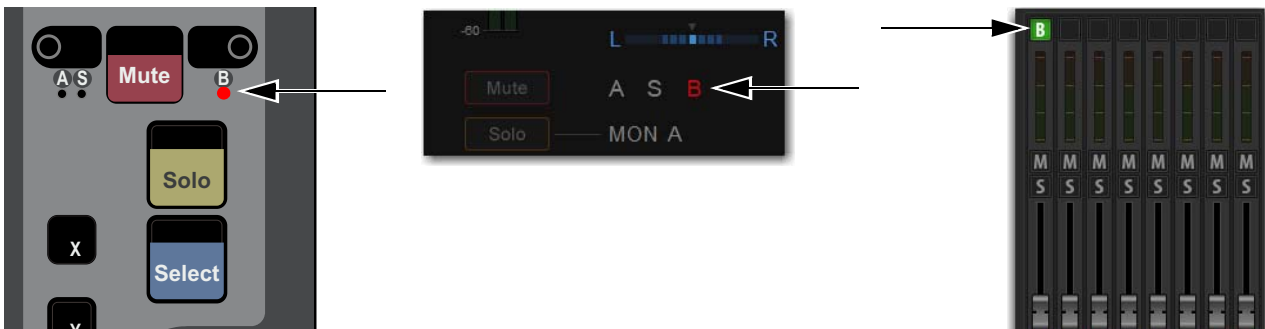 A S Mute B
Solo
X
Select
-60
L R
Mute A S B
Solo MON A
B
M M M M M M M M
S S S S S S S S